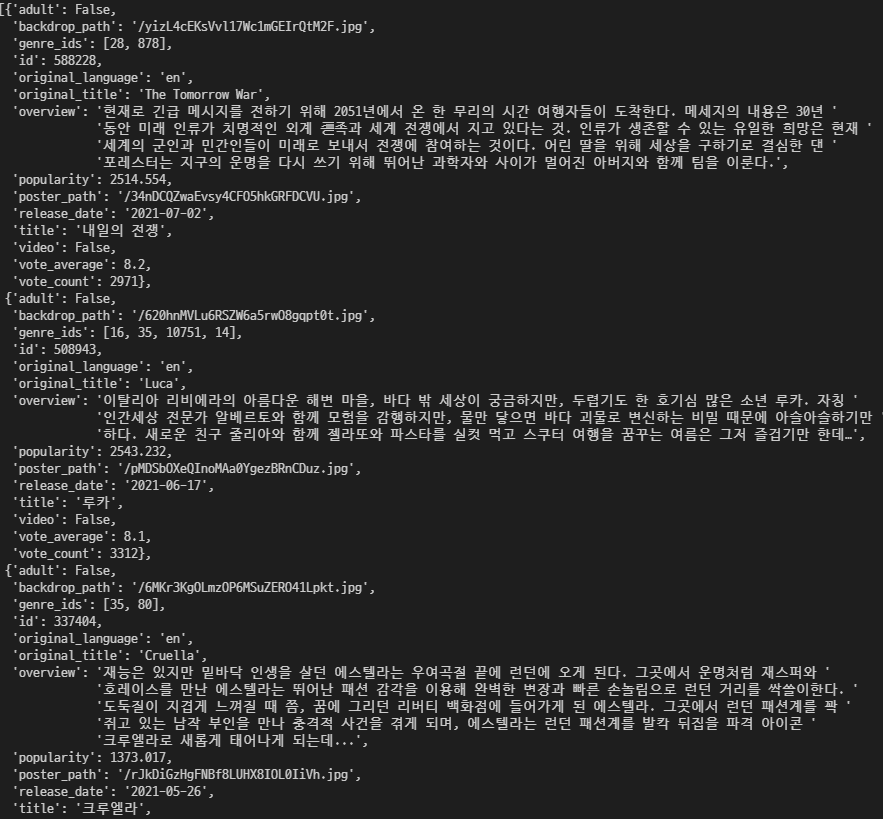 [{'adult': False,
'backdrop_path': '/yizL4cEKsVvl17Wc1mGEIrQtM2F.jpg',
'genre_ids': [28, 878],
'id': 588228,
'original_language': 'en',
'original_title': 'The Tomorrow War',
'overview': '현재로 긴급 메시지를 전하기 위해 2051년에서 온 한 무리의 시간 여행자들이 도착한다. 메세지의 내용은 30년 '
'동안 미래 인류가 치명적인 외계 종족과 세계 전쟁에서 지고 있다는 것. 인류가 생존할 수 있는 유일한 희망은 현재 '
'세계의 군인과 민간인들이 미래로 보내서 전쟁에 참여하는 것이다. 어린 딸을 위해 세상을 구하기로 결심한 댄 '
'포레스터는 지구의 운명을 다시 쓰기 위해 뛰어난 과학자와 사이가 멀어진 아버지와 함께 팀을 이룬다.',
'popularity': 2514.554,
'poster_path': '/34nDCQZwaEvsy4CFO5hkGRFDCVU.jpg',
'release_date': '2021-07-02',
'title': '내일의 전쟁',
'video': False,
'vote_average': 8.2,
'vote_count': 2971},
{'adult': False,
'backdrop_path': '/620hnMVLu6RSZW6a5rwO8gqpt0t.jpg',
'genre_ids': [16, 35, 10751, 14],
'id': 508943,
'original_language': 'en',
'original_title': 'Luca',
'overview': '이탈리아 리비에라의 아름다운 해변 마을, 바다 밖 세상이 궁금하지만, 두렵기도 한 호기심 많은 소년 루카. 자칭 '
'인간세상 전문가 알베르토와 함께 모험을 감행하지만, 물만 닿으면 바다 괴물로 변신하는 비밀 때문에 아슬아슬하기만 '
'하다. 새로운 친구 줄리아와 함께 젤라또와 파스타를 실컷 먹고 스쿠터 여행을 꿈꾸는 여름은 그저 즐겁기만 한데…',
'popularity': 2543.232,
'poster_path': '/pMDSbOXeQInoMAa0YgezBRnCDuz.jpg',
'release_date': '2021-06-17',
'title': '루카',
'video': False,
'vote_average': 8.1,
'vote_count': 3312},
{'adult': False,
'backdrop_path': '/6MKr3KgOLmzOP6MSuZERO41Lpkt.jpg',
'genre_ids': [35, 80],
'id': 337404,
'original_language': 'en',
'original_title': 'Cruella',
'overview': '재능은 있지만 밑바닥 인생을 살던 에스텔라는 우여곡절 끝에 런던에 오게 된다. 그곳에서 운명처럼 재스퍼와 '
'호레이스를 만난 에스텔라는 뛰어난 패션 감각을 이용해 완벽한 변장과 빠른 손놀림으로 런던 거리를 싹쓸이한다. '
'도둑질이 지겹게 느껴질 때 쯤, 꿈에 그리던 리버티 백화점에 들어가게 된 에스텔라. 그곳에서 런던 패션계를 꽉 '
'쥐고 있는 남작 부인을 만나 충격적 사건을 겪게 되며, 에스텔라는 런던 패션계를 발칵 뒤집을 파격 아이콘 '
'크루엘라로 새롭게 태어나게 되는데...',
'popularity': 1373.017,
'poster_path': '/rJkDiGzHgFNBf8LUHX8IOL0IiVh.jpg',
'release_date': '2021-05-26',
'title': '크루엘라',